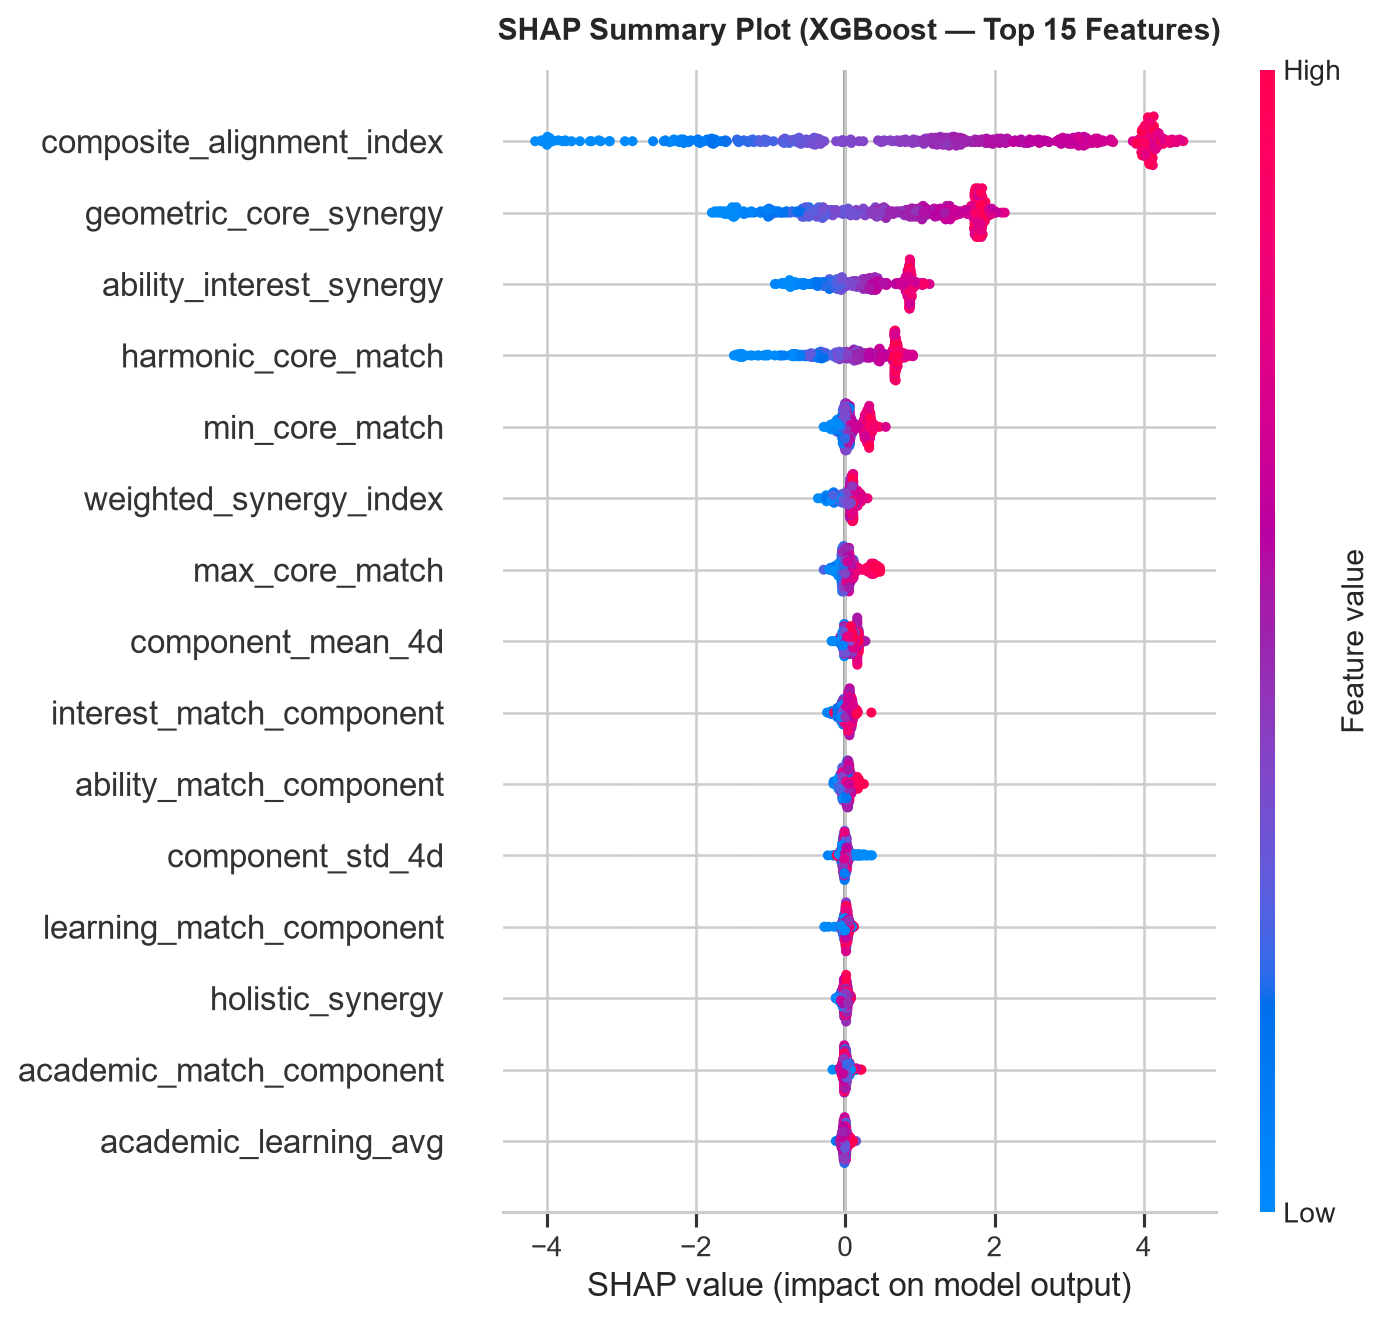 SHAP Summary Plot (XGBoost — Top 15 Features)
High
composite_alignment_index
geometric_core_synergy
ability_interest_synergy
harmonic_core_match
min_core_match
weighted_synergy_index
max_core_match
component_mean_4d
interest_match_component
ability_match_component
component_std_4d
learning_match_component
holistic_synergy
academic_match_component
academic_learning_avg
Feature value
Low
−4 −2 0 2 4
SHAP value (impact on model output)